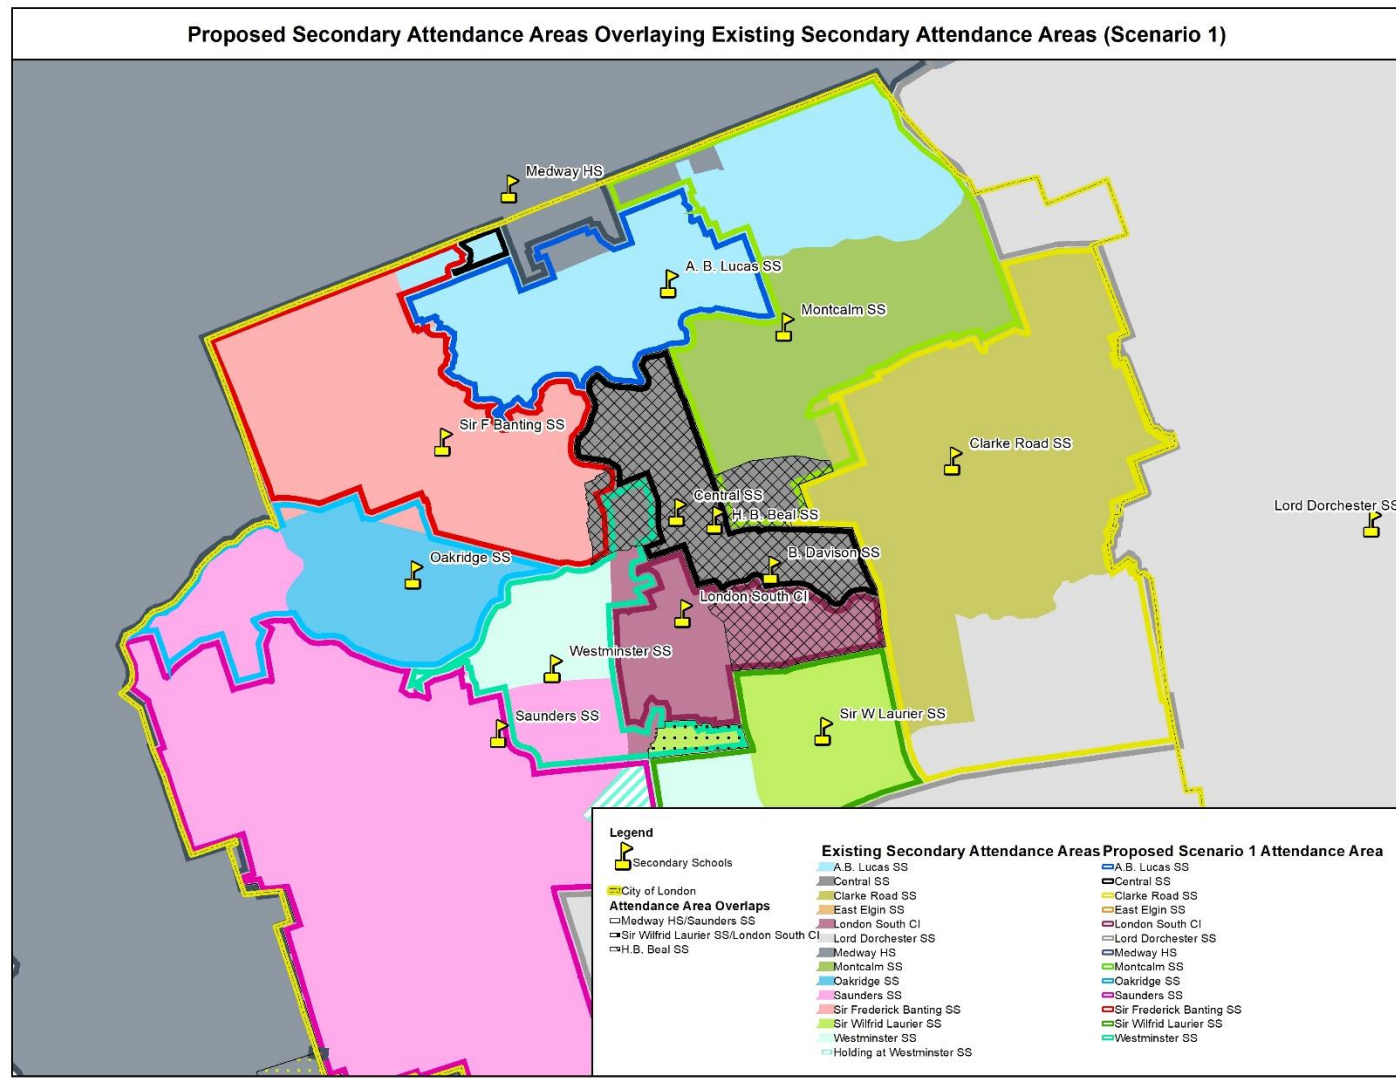 Proposed Secondary Attendance Areas Overlaying Existing Secondary Attendance Areas (Scenario 1)
Medway HS
A. B. Lucas SS
Montcalm SS
Sir F Banting SS
Clarke Road SS
Central SS
H. B. Beal SS
Lord Dorchester SS
Oakridge SS
B. Davison SS
London South CI
Westminster SS
Saunders SS
Sir W Laurier SS
Legend
Secondary Schools
City of London
Attendance Area Overlaps
Medway HS/Saunders SS
Sir Wilfrid Laurier SS/London South CI
H.B. Beal SS
Existing Secondary Attendance Areas
A.B. Lucas SS
Central SS
Clarke Road SS
East Elgin SS
London South CI
Lord Dorchester SS
Medway HS
Montcalm SS
Oakridge SS
Saunders SS
Sir Frederick Banting SS
Sir Wilfrid Laurier SS
Westminster SS
Holding at Westminster SS
Proposed Scenario 1 Attendance Area
A.B. Lucas SS
Central SS
Clarke Road SS
East Elgin SS
London South CI
Lord Dorchester SS
Medway HS
Montcalm SS
Oakridge SS
Saunders SS
Sir Frederick Banting SS
Sir Wilfrid Laurier SS
Westminster SS